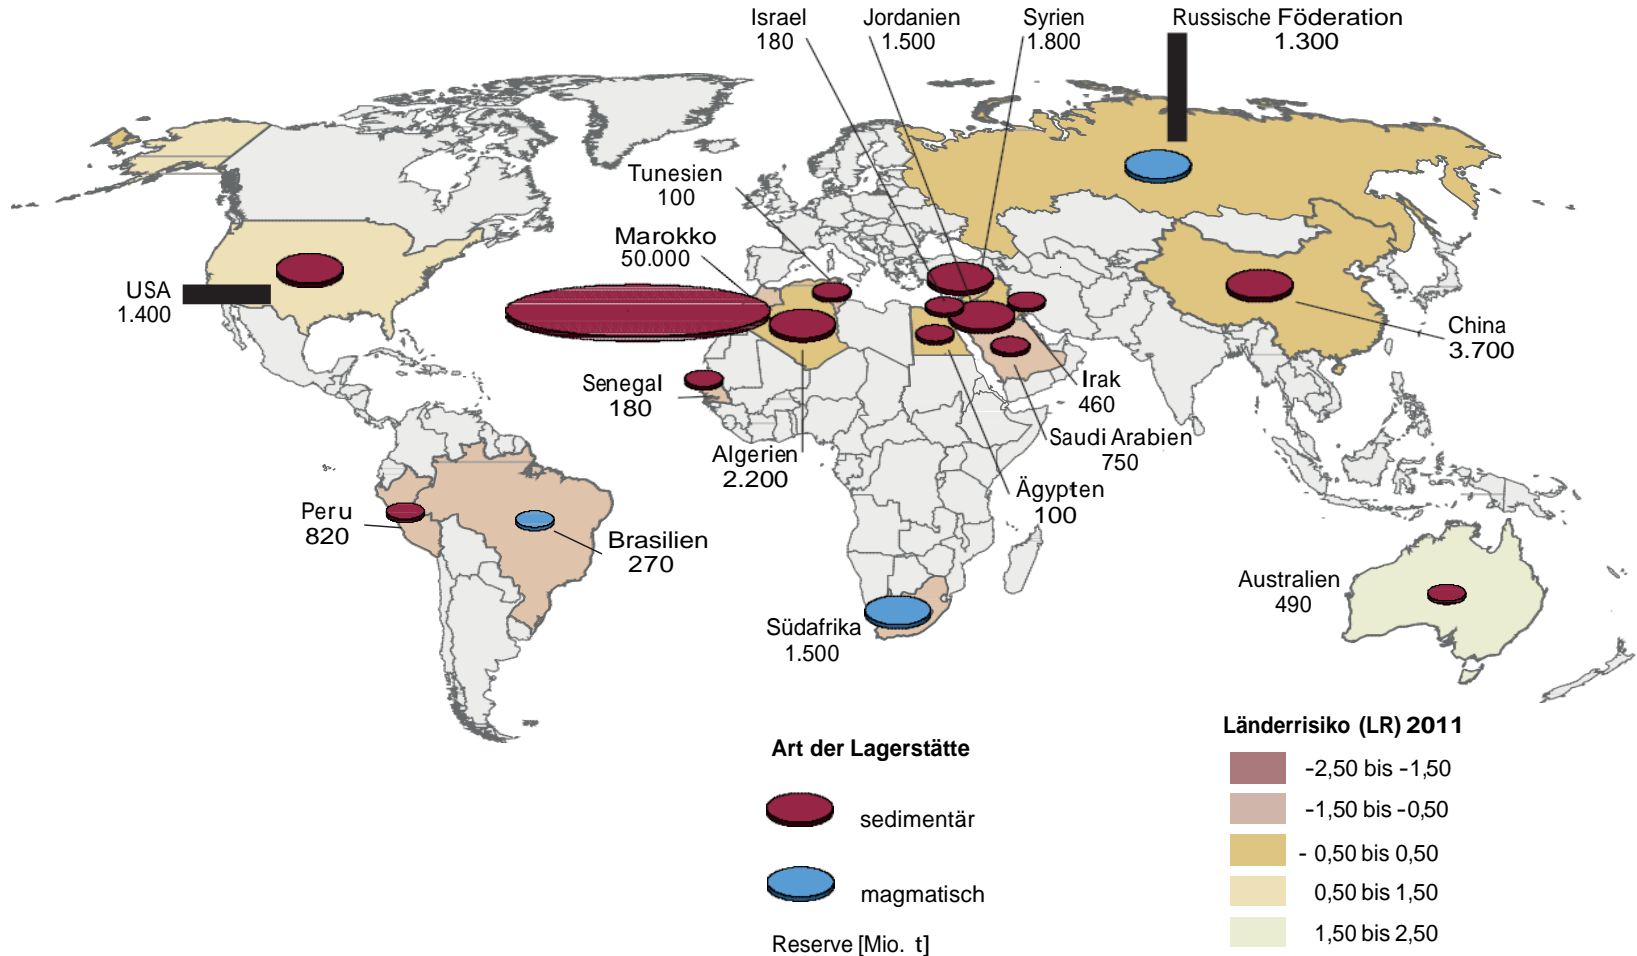 Israel
180
Jordanien
1.500
Syrien
1.800
Russische Föderation
1.300
Tunesien
100
Marokko
50.000
USA
1.400
China
3.700
Senegal
180
Irak
460
Saudi Arabien
750
Algerien
2.200
Ägypten
100
Peru
820
Brasilien
270
Australien
490
Südafrika
1.500
Art der Lagerstätte
sedimentär
magmatisch
Reserve [Mio. t]
Länderrisiko (LR) 2011
-2,50 bis -1,50
-1,50 bis -0,50
- 0,50 bis 0,50
0,50 bis 1,50
1,50 bis 2,50